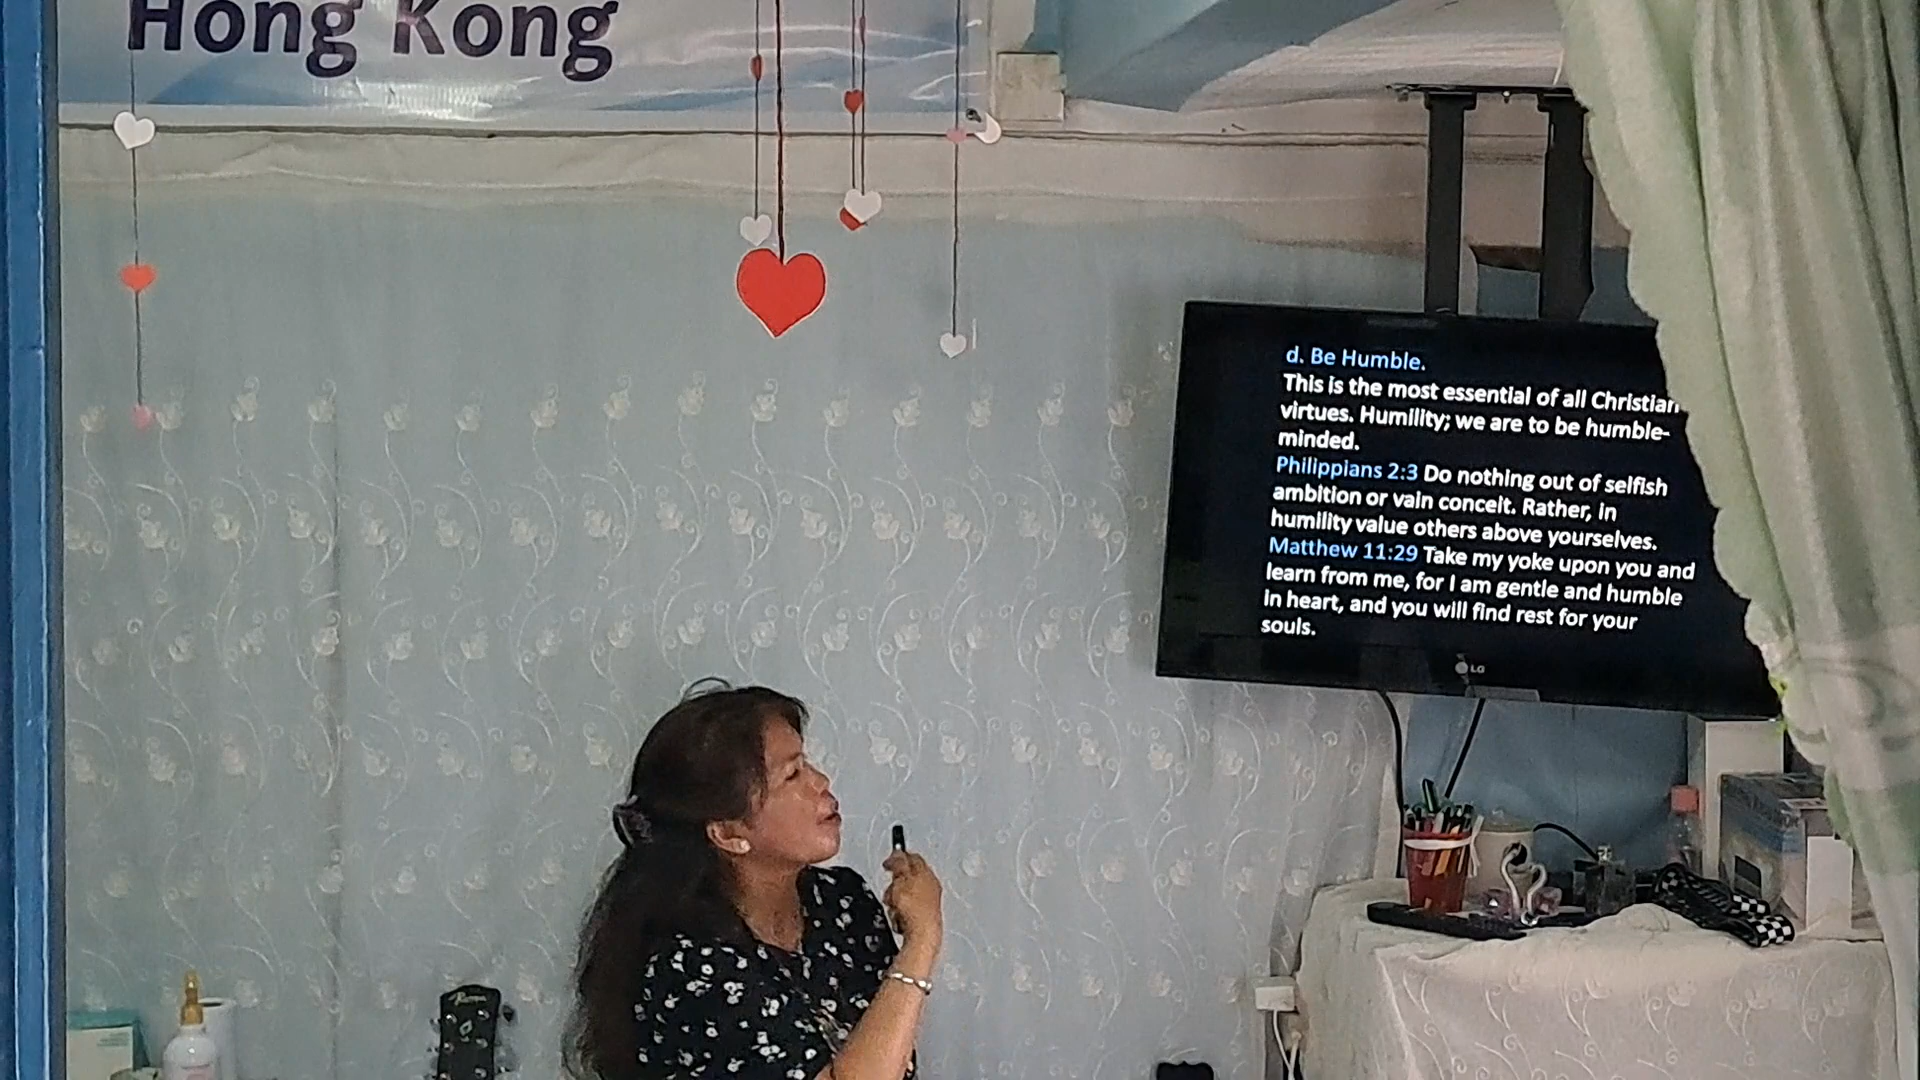 Hong Kong
d. Be Humble.
This is the most essential of all Christian
virtues. Humility; we are to be humble-
minded.
Philippians 2:3 Do nothing out of selfish
ambition or vain conceit. Rather, in
humility value others above yourselves.
Matthew 11:29 Take my yoke upon you and
learn from me, for I am gentle and humble
in heart, and you will find rest for your
souls.
LG